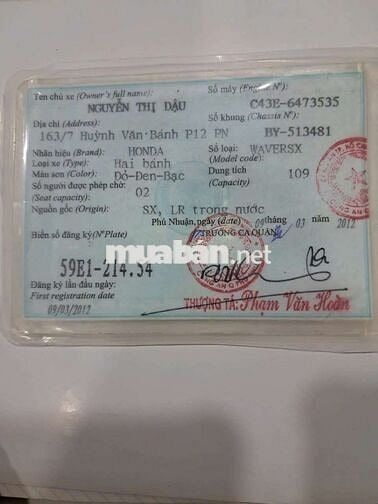 Tên chủ xe (Owner's full name): Số máy (Engine Nº):
NGUYỄN THỊ DẬU C43E-6473535
Địa chỉ (Address): Số khung (Chassis Nº):
163/7 Huỳnh Văn Bánh P12 PN BY-513481
Nhãn hiệu (Brand): HONDA Số loại: WAVERSX
Loại xe (Type): Hai bánh (Model code):
Màu sơn (Color): Đỏ-Đen-Bạc Dung tích 109
Số người được phép chở: 02 (Capacity)
(Seat capacity)
Nguồn gốc (Origin): SX, LR trong nước
Phú Nhuận, ngày (date) 09 tháng 03 năm 2012
Biển số đăng ký (Nº Plate) TRƯỞNG CA QUẬN
muaban.net
59E1-214.54
Đăng ký lần đầu ngày:
First registration date
09/03/2012
THƯỢNG TÁ: Phạm Văn Hoàn